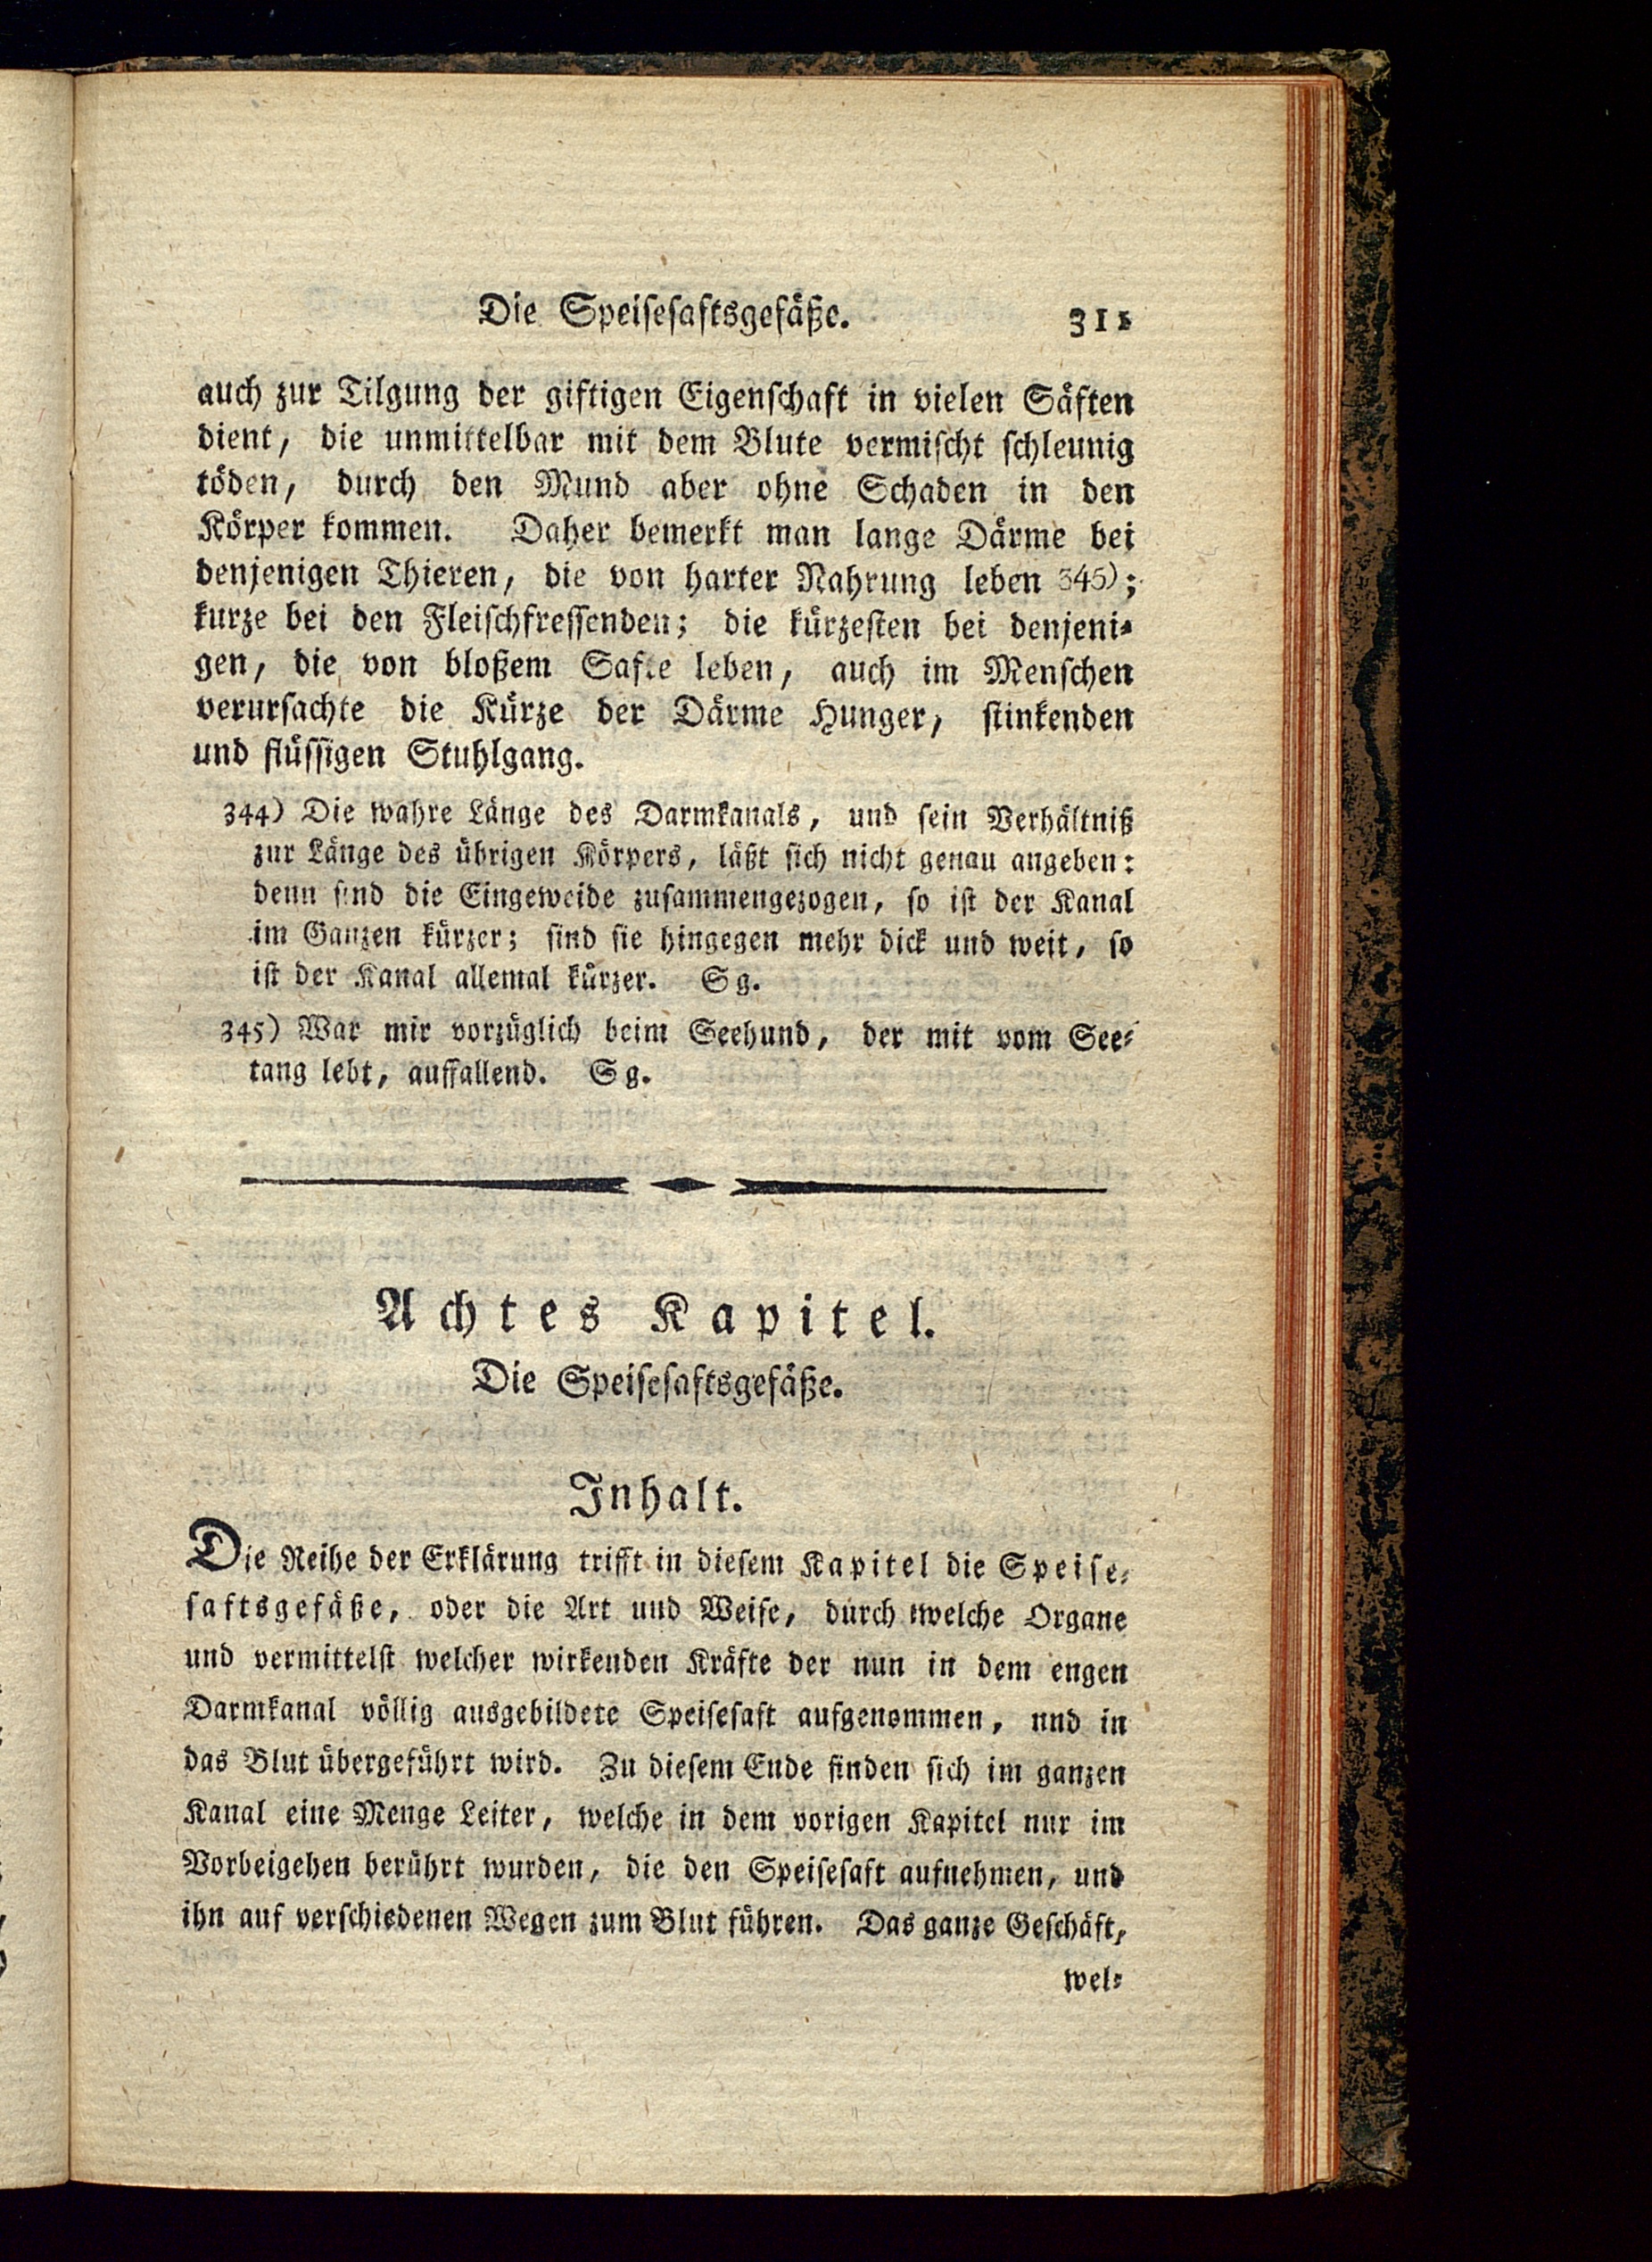 Die Speiſeſaftsgefäße. 311
auch zur Tilgung der giftigen Eigenſchaft in vielen Säften
dient, die unmittelbar mit dem Blute vermiſcht ſchleunig
töden, durch den Mund aber ohne Schaden in den
Körper kommen. Daher bemerkt man lange Därme bei
denjenigen Thieren, die von harter Nahrung leben 345);
kurze bei den Fleiſchfreſſenden; die kürzeſten bei denjeni⸗
gen, die von bloßem Safte leben, auch im Menſchen
verurſachte die Kürze der Därme Hunger, ſtinkenden
und flüſſigen Stuhlgang.
344) Die wahre Länge des Darmkanals, und ſein Verhältniß
zur Länge des übrigen Körpers, läßt ſich nicht genau angeben:
denn ſind die Eingeweide zuſammengezogen, ſo iſt der Kanal
im Ganzen kürzer; ſind ſie hingegen mehr dick und weit, ſo
iſt der Kanal allemal kürzer. Sg.
345) War mir vorzüglich beim Seehund, der mit vom See⸗
tang lebt, auffallend. Sg.
Achtes Kapitel.
Die Speiſeſaftsgefäße.
Inhalt.
Die Reihe der Erklärung trifft in dieſem Kapitel die Speiſe⸗
ſaftsgefäße, oder die Art und Weiſe, durch welche Organe
und vermittelſt welcher wirkenden Kräfte der nun in dem engen
Darmkanal völlig ausgebildete Speiſeſaft aufgenommen, und in
das Blut übergeführt wird. Zu dieſem Ende finden ſich im ganzen
Kanal eine Menge Leiter, welche in dem vorigen Kapitel nur im
Vorbeigehen berührt wurden, die den Speiſeſaft aufnehmen, und
ihn auf verſchiedenen Wegen zum Blut führen. Das ganze Geſchäft,
wel⸗